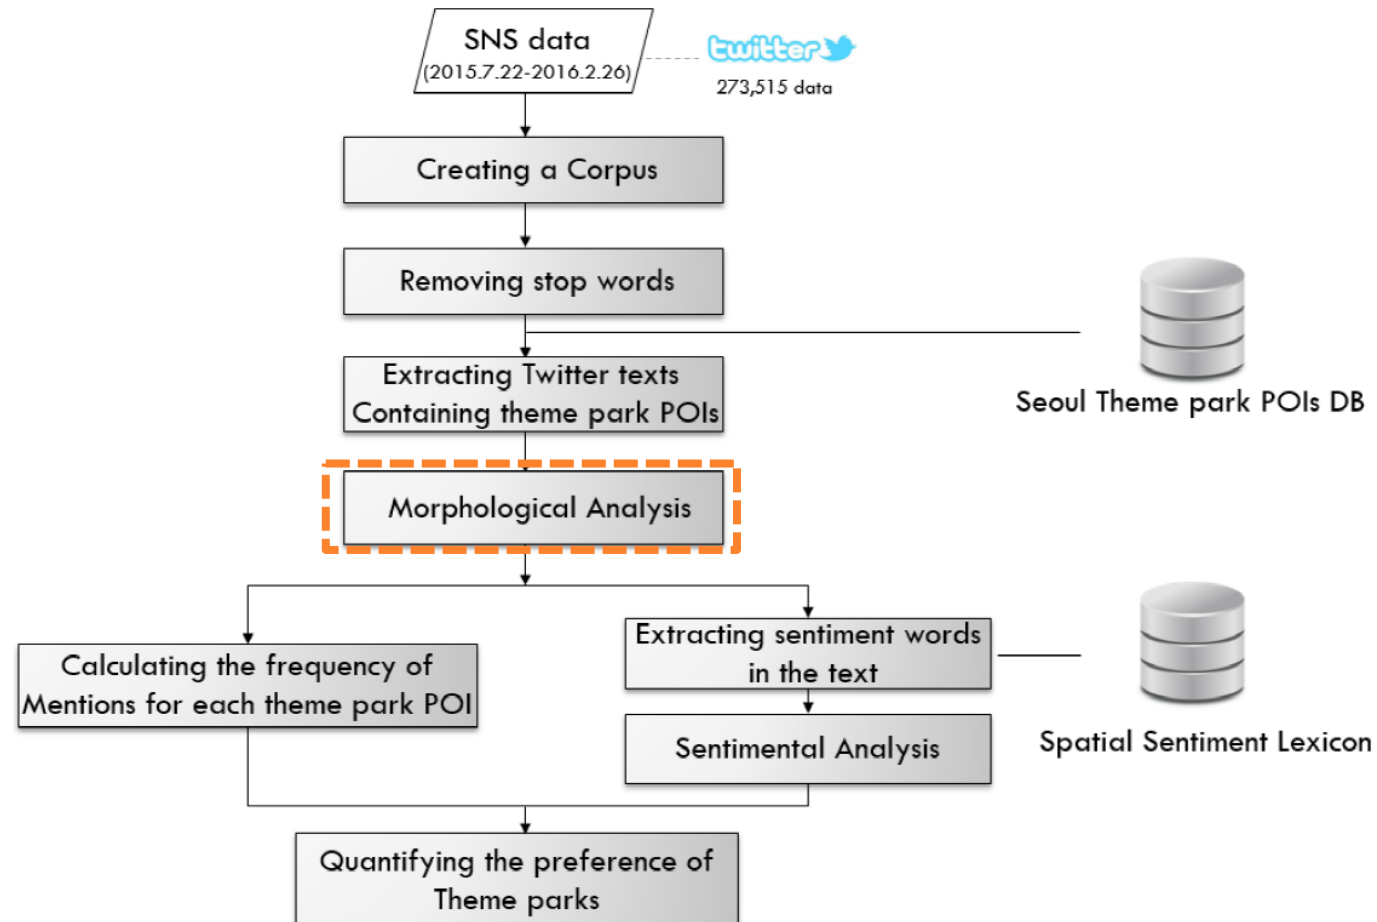 SNS data
(2015.7.22-2016.2.26)
twitter
273,515 data
Creating a Corpus
Removing stop words
Extracting Twitter texts
Containing theme park POIs
Seoul Theme park POIs DB
Morphological Analysis
Calculating the frequency of
Mentions for each theme park POI
Extracting sentiment words
in the text
Sentimental Analysis
Spatial Sentiment Lexicon
Quantifying the preference of
Theme parks